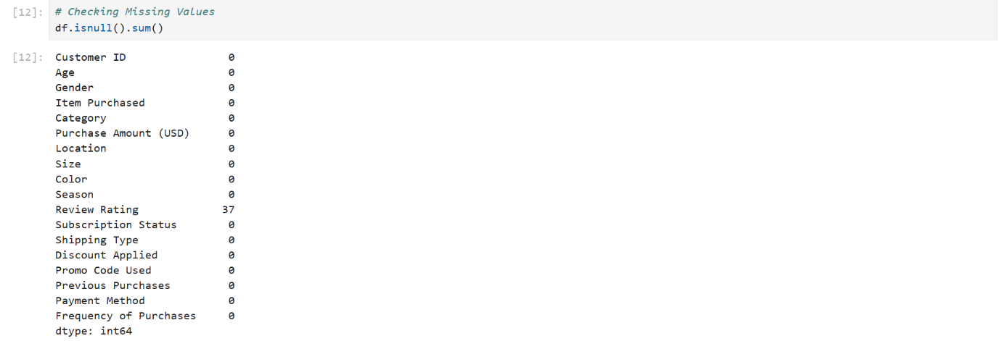 [12]: # Checking Missing Values
df.isnull().sum()
[12]: Customer ID 0
Age 0
Gender 0
Item Purchased 0
Category 0
Purchase Amount (USD) 0
Location 0
Size 0
Color 0
Season 0
Review Rating 37
Subscription Status 0
Shipping Type 0
Discount Applied 0
Promo Code Used 0
Previous Purchases 0
Payment Method 0
Frequency of Purchases 0
dtype: int64